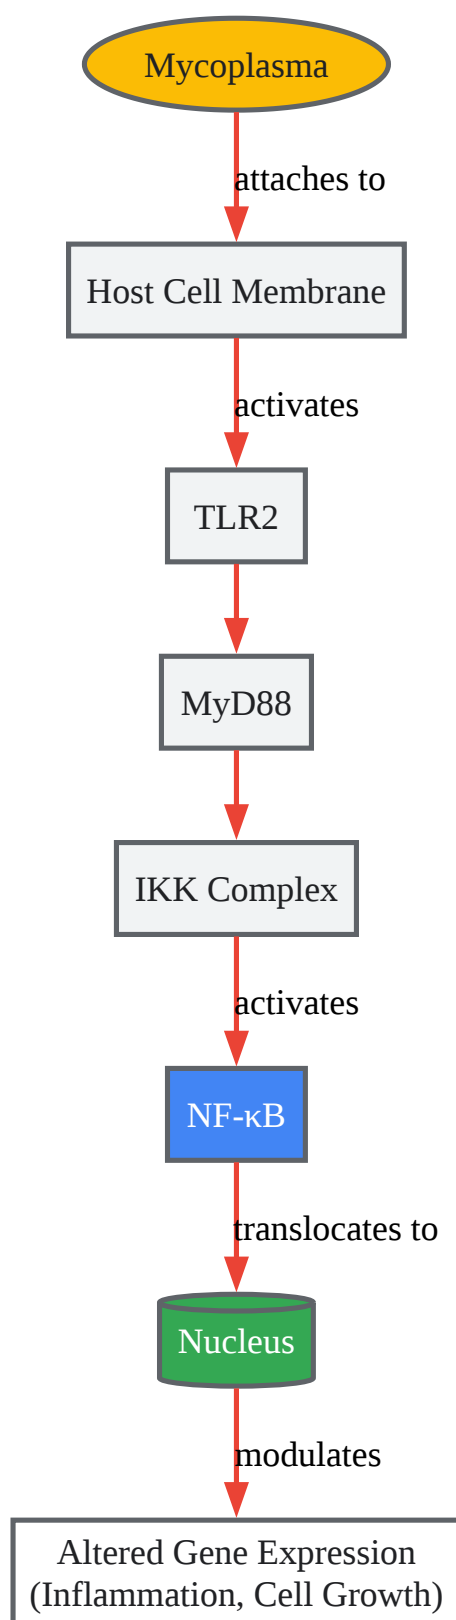 Mycoplasma
attaches to
Host Cell Membrane
activates
TLR2
MyD88
IKK Complex
activates
NF-κB
translocates to
Nucleus
modulates
Altered Gene Expression
(Inflammation, Cell Growth)